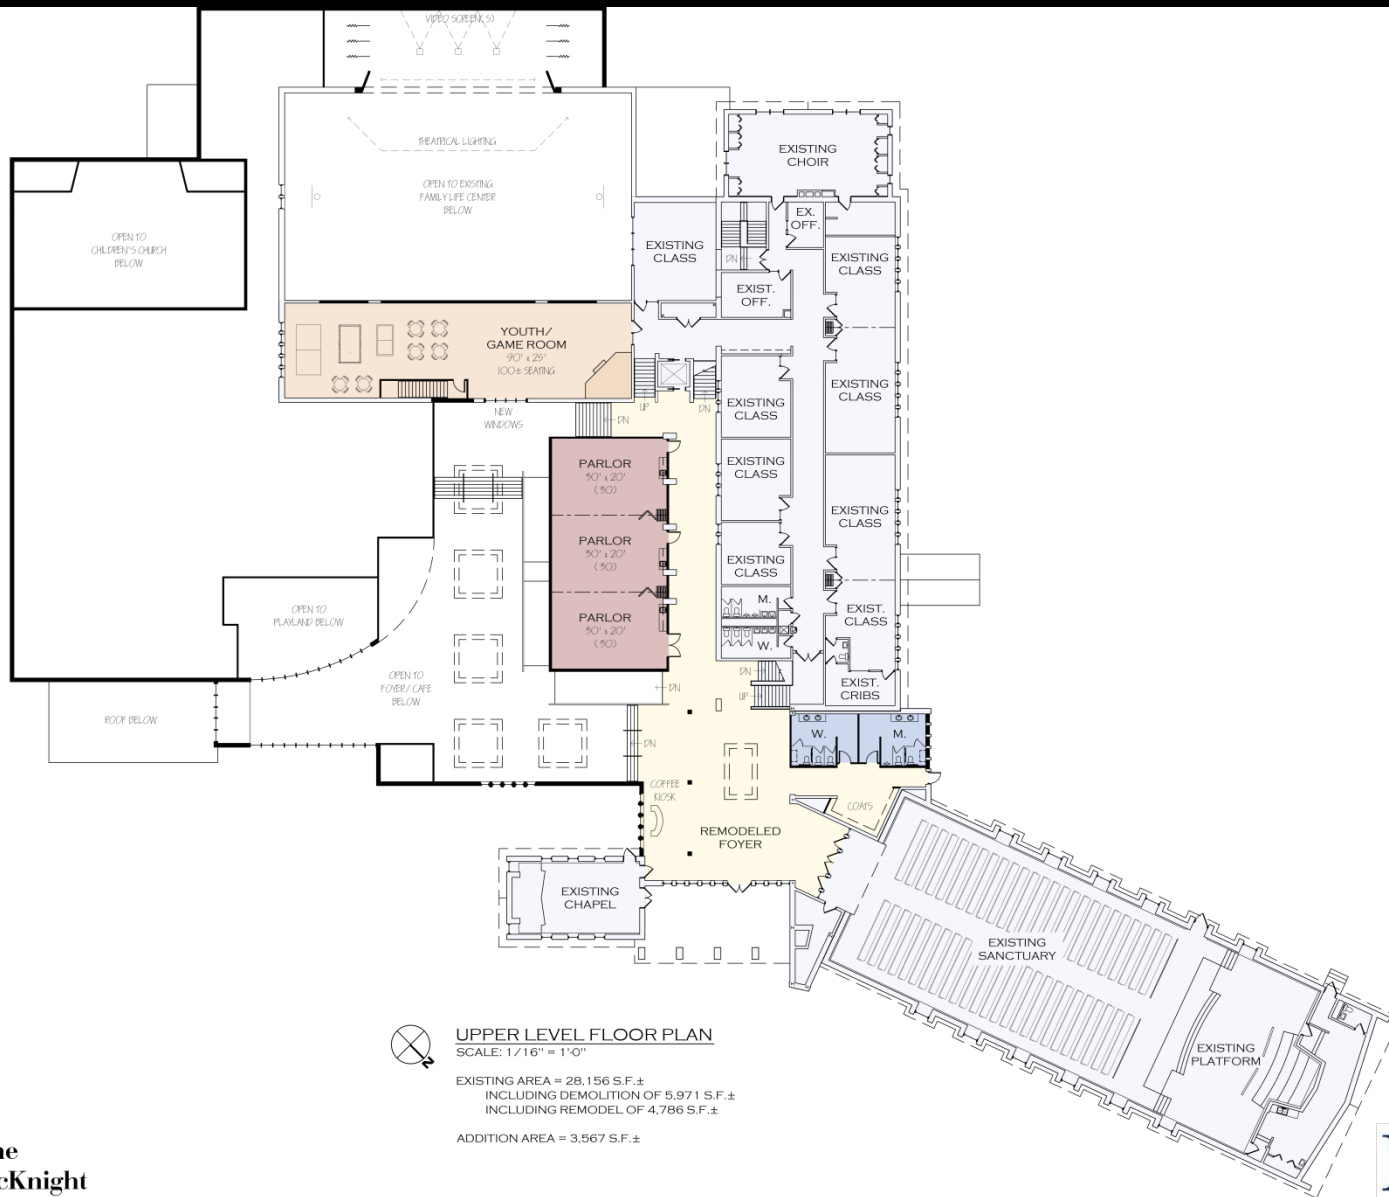 VIDEO SCREEN(S)
THEATRICAL LIGHTING
OPEN TO EXISTING
FAMILY LIFE CENTER
BELOW
OPEN TO
CHILDREN'S CHURCH
BELOW
EXISTING
CHOIR
EX.
OFF.
EXISTING
CLASS
DN
EXISTING
CLASS
EXIST.
OFF.
YOUTH/
GAME ROOM
90' x 25'
100± SEATING
EXISTING
CLASS
EXISTING
CLASS
UP
DN
NEW
WINDOWS
DN
PARLOR
30' x 20'
(30)
EXISTING
CLASS
EXISTING
CLASS
PARLOR
30' x 20'
(30)
EXISTING
CLASS
PARLOR
30' x 20'
(30)
M.
EXIST.
CLASS
W.
OPEN TO
PLAYLAND BELOW
OPEN TO
FOYER/ CAFE
BELOW
DN
DN
UP
EXIST.
CRIBS
ROOF BELOW
W.
M.
DN
COFFEE
KIOSK
COATS
REMODELED
FOYER
EXISTING
CHAPEL
EXISTING
SANCTUARY
EXISTING
PLATFORM
N
UPPER LEVEL FLOOR PLAN
SCALE: 1/16" = 1'-0"
EXISTING AREA = 28,156 S.F.±
INCLUDING DEMOLITION OF 5,971 S.F.±
INCLUDING REMODEL OF 4,786 S.F.±
ADDITION AREA = 3,567 S.F.±
ne
cKnight